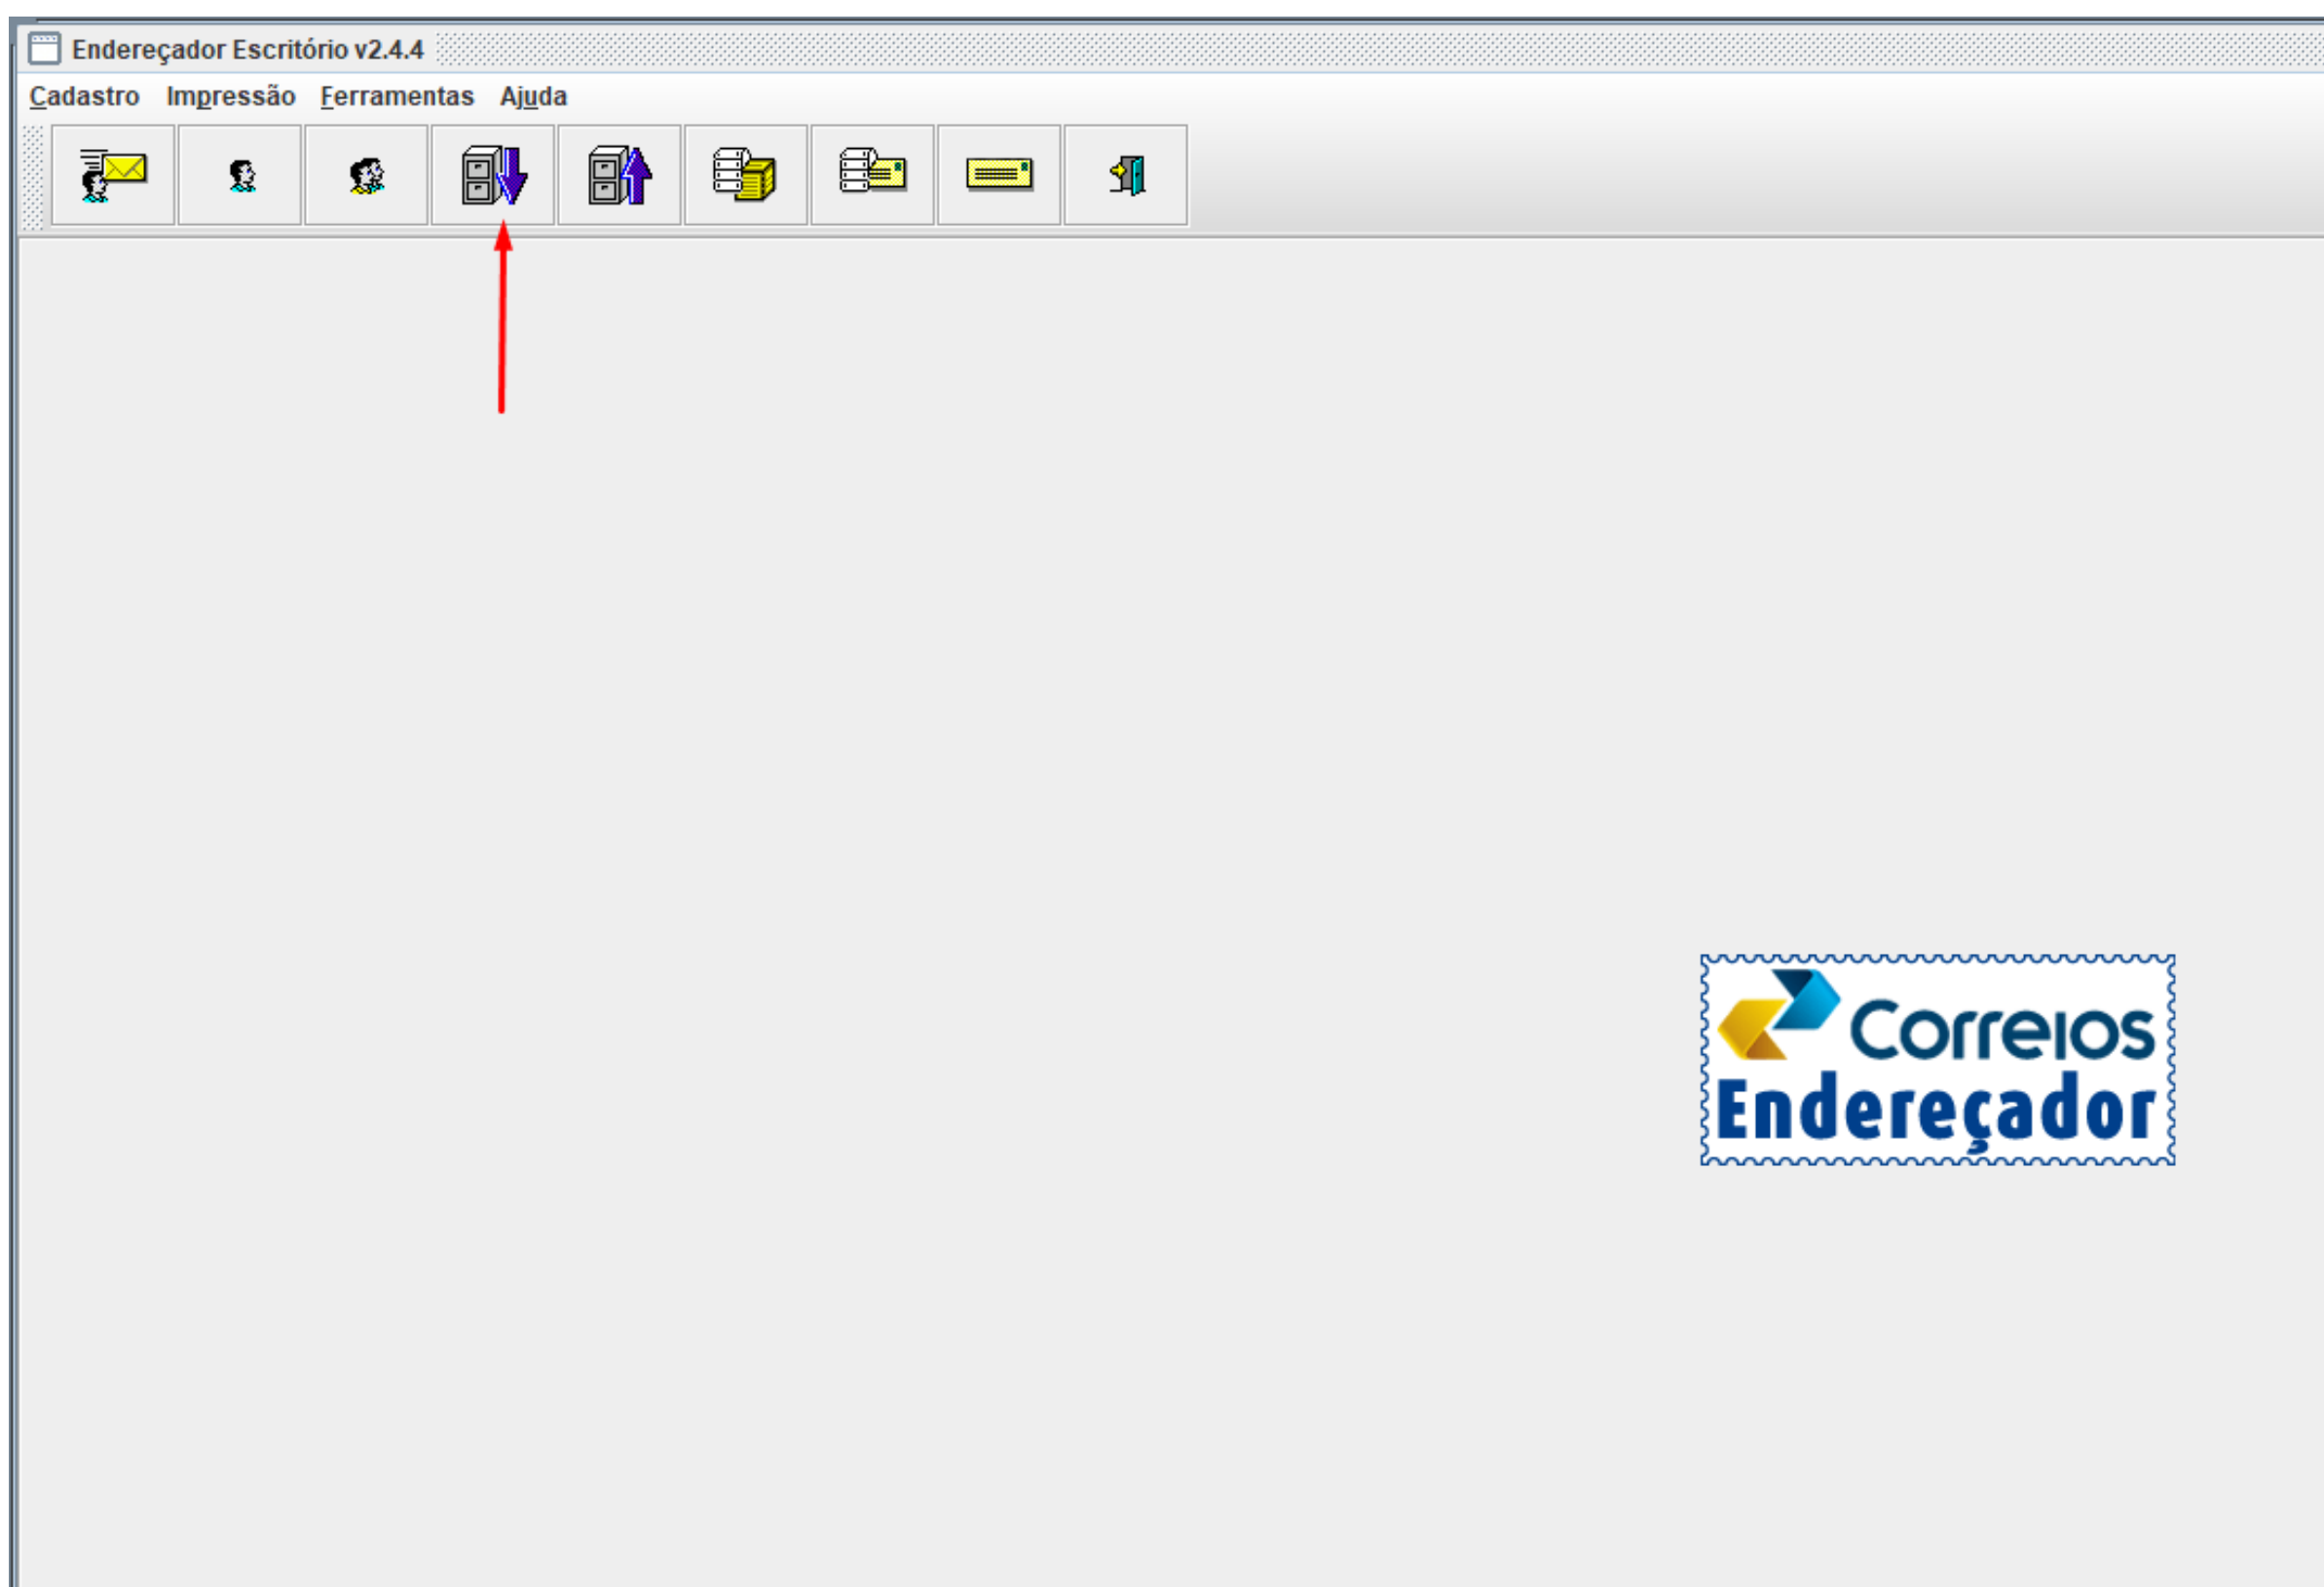 Endereçador Escritório v2.4.4
Cadastro Impressão Ferramentas Ajuda
Correios
Endereçador